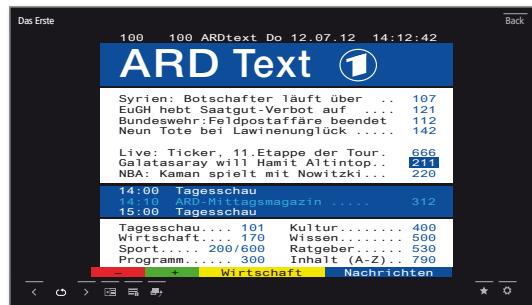 Das Erste
Back
100 100 ARDtext Do 12.07.12 14:12:42
ARD Text 1
Syrien: Botschafter läuft über .. 107
EuGH hebt Saatgut-Verbot auf .... 121
Bundeswehr:Feldpostaffäre beendet 112
Neun Tote bei Lawinenunglück ..... 142
Live: Ticker, 11.Etappe der Tour. 666
Galatasaray will Hamit Altintop.. 211
NBA: Kaman spielt mit Nowitzki... 220
14:00 Tagesschau
14:10 ARD-Mittagsmagazin ..... 312
15:00 Tagesschau
Tagesschau.... 101 Kultur........ 400
Wirtschaft.... 170 Wissen........ 500
Sport..... 200/600 Ratgeber...... 530
Programm...... 300 Inhalt (A-Z).. 790
– + Wirtschaft Nachrichten